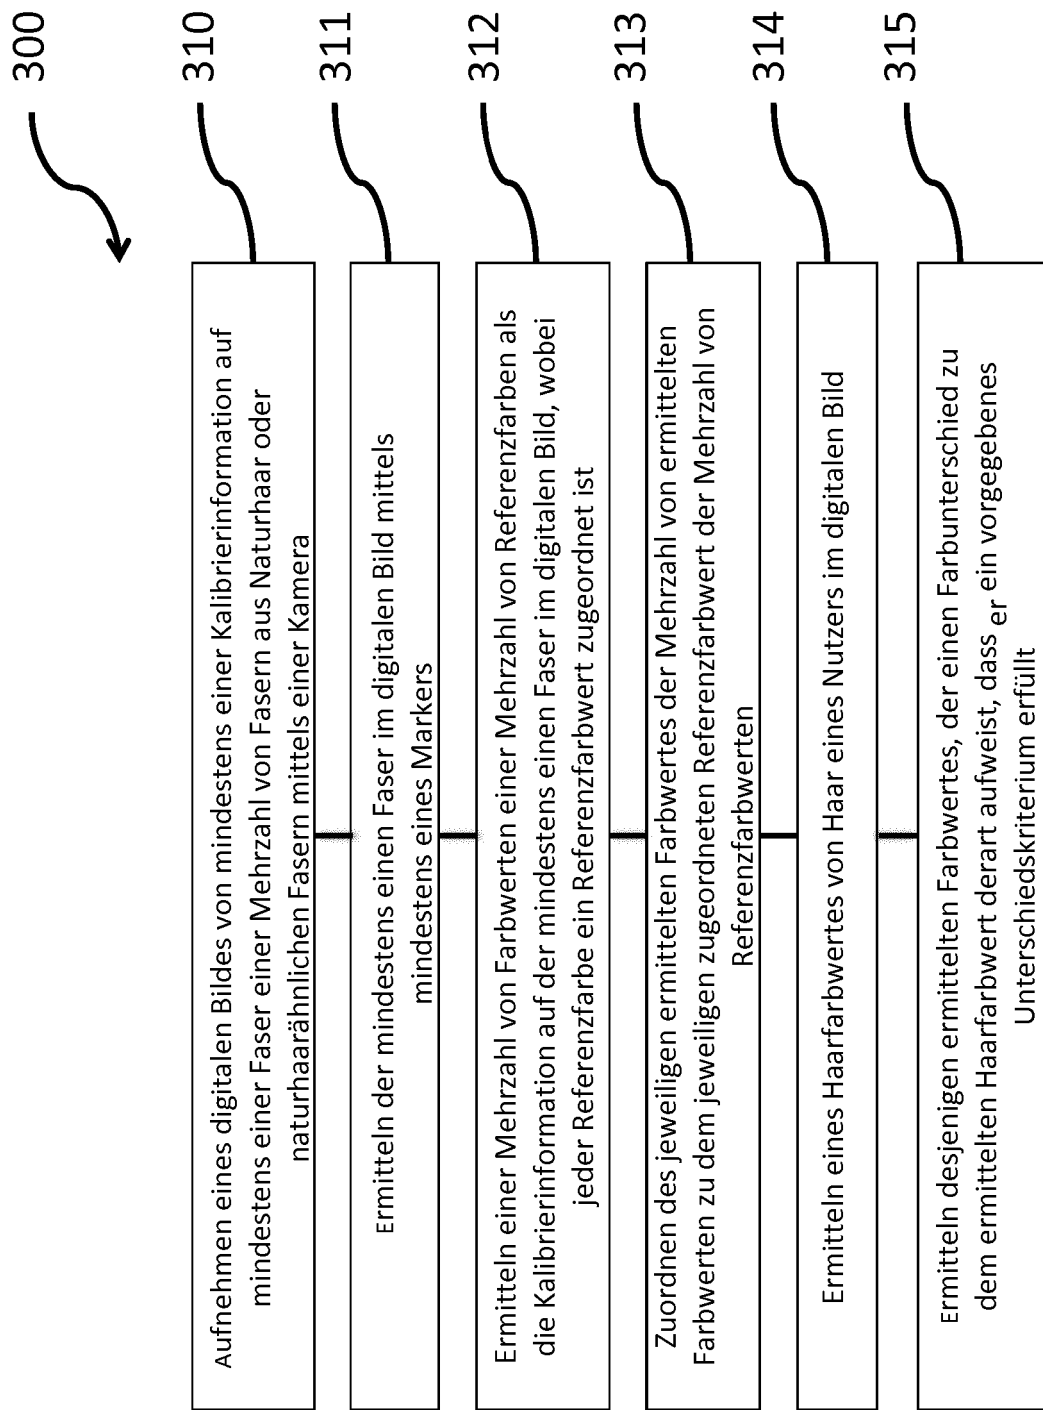 300
Aufnehmen eines digitalen Bildes von mindestens einer Kalibrierinformation auf
mindestens einer Faser einer Mehrzahl von Fasern aus Naturhaar oder
naturhaarähnlichen Fasern mittels einer Kamera
310
Ermitteln der mindestens einen Faser im digitalen Bild mittels
mindestens eines Markers
311
Ermitteln einer Mehrzahl von Farbwerten einer Mehrzahl von Referenzfarben als
die Kalibrierinformation auf der mindestens einen Faser im digitalen Bild, wobei
jeder Referenzfarbe ein Referenzfarbwert zugeordnet ist
312
Zuordnen des jeweiligen ermittelten Farbwertes der Mehrzahl von ermittelten
Farbwerten zu dem jeweiligen zugeordneten Referenzfarbwert der Mehrzahl von
Referenzfarbwerten
313
Ermitteln eines Haarfarbwertes von Haar eines Nutzers im digitalen Bild
314
Ermitteln desjenigen ermittelten Farbwertes, der einen Farbunterschied zu
dem ermittelten Haarfarbwert derart aufweist, dass er ein vorgegebenes
Unterschiedskriterium erfüllt
315